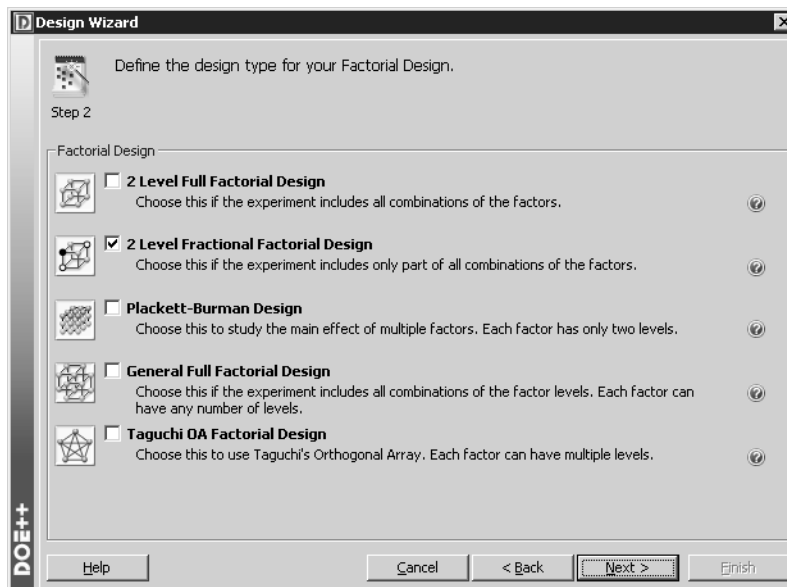 Design Wizard
Define the design type for your Factorial Design.
Step 2
Factorial Design
2 Level Full Factorial Design
Choose this if the experiment includes all combinations of the factors.
2 Level Fractional Factorial Design
Choose this if the experiment includes only part of all combinations of the factors.
Plackett-Burman Design
Choose this to study the main effect of multiple factors. Each factor has only two levels.
General Full Factorial Design
Choose this if the experiment includes all combinations of the factor levels. Each factor can
have any number of levels.
Taguchi OA Factorial Design
Choose this to use Taguchi's Orthogonal Array. Each factor can have multiple levels.
DOE++
Help
Cancel
< Back
Next >
Finish